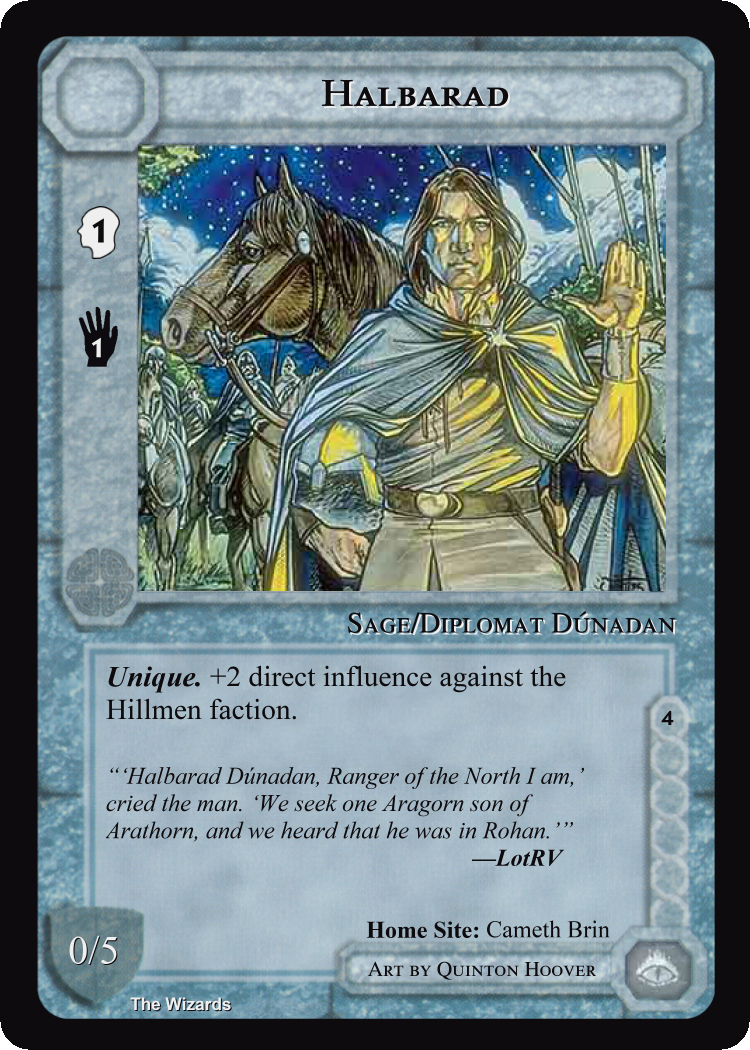 Halbarad
1
1
Sage/Diplomat Dúnadan
Unique. +2 direct influence against the
Hillmen faction.
4
“‘Halbarad Dúnadan, Ranger of the North I am,’
cried the man. ‘We seek one Aragorn son of
Arathorn, and we heard that he was in Rohan.’”
—LotRV
Home Site: Cameth Brin
0/5
Art by Quinton Hoover
The Wizards